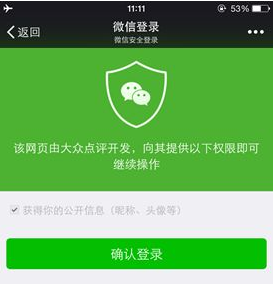 11:11
53%
微信登录
返回
微信安全登录
该网页由大众点评开发，向其提供以下权限即可
继续操作
获得你的公开信息（昵称、头像等）
确认登录